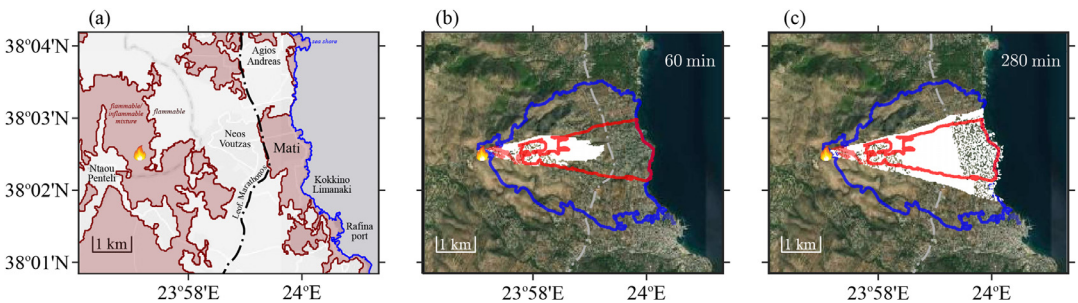 (a)
38°04'N
38°03'N
38°02'N
38°01'N
23°58'E
24°E
sea shore
Agios
Andreas
flammable/
inflammable
mixture
flammable
Neos
Voutzas
Mati
Ntaou
Penteli
Kokkino
Limanaki
Leof. Marathonos
Rafina
port
1 km
(b)
60 min
1 km
23°58'E
24°E
(c)
280 min
1 km
23°58'E
24°E